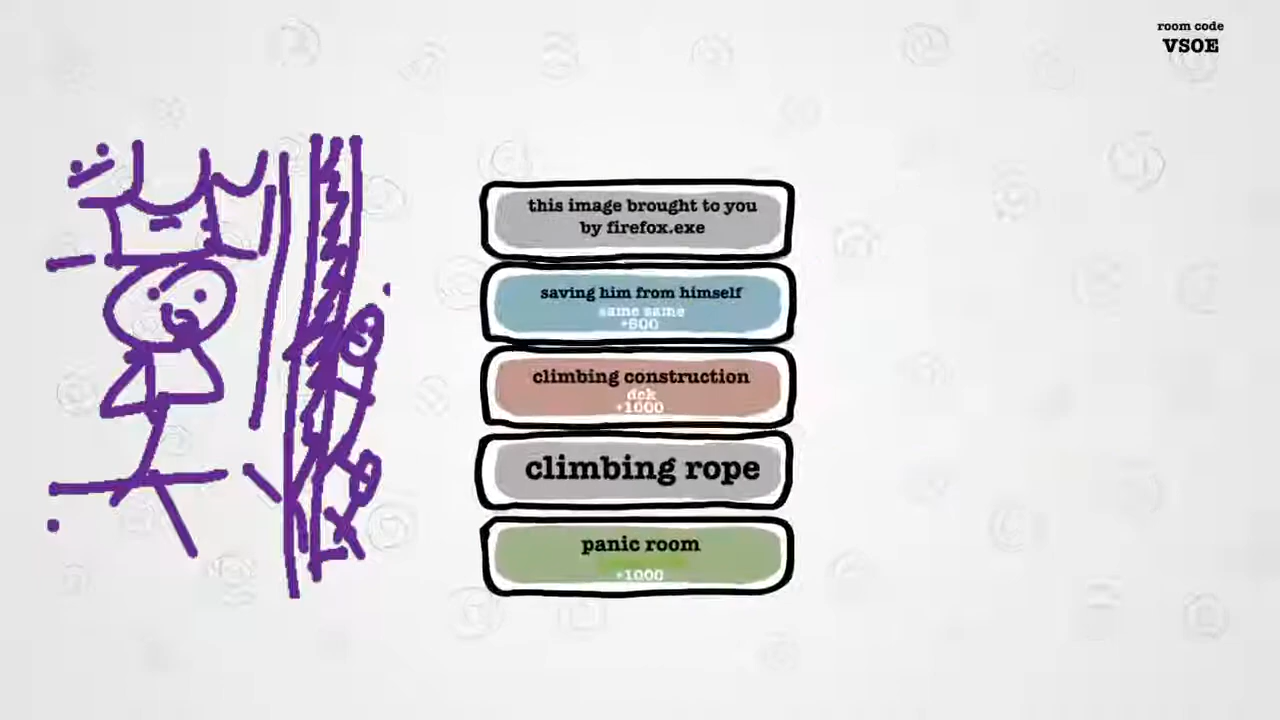 room code
VSOE
this image brought to you
by firefox.exe
saving him from himself
same same
+500
climbing construction
dck
+1000
climbing rope
panic room
+1000